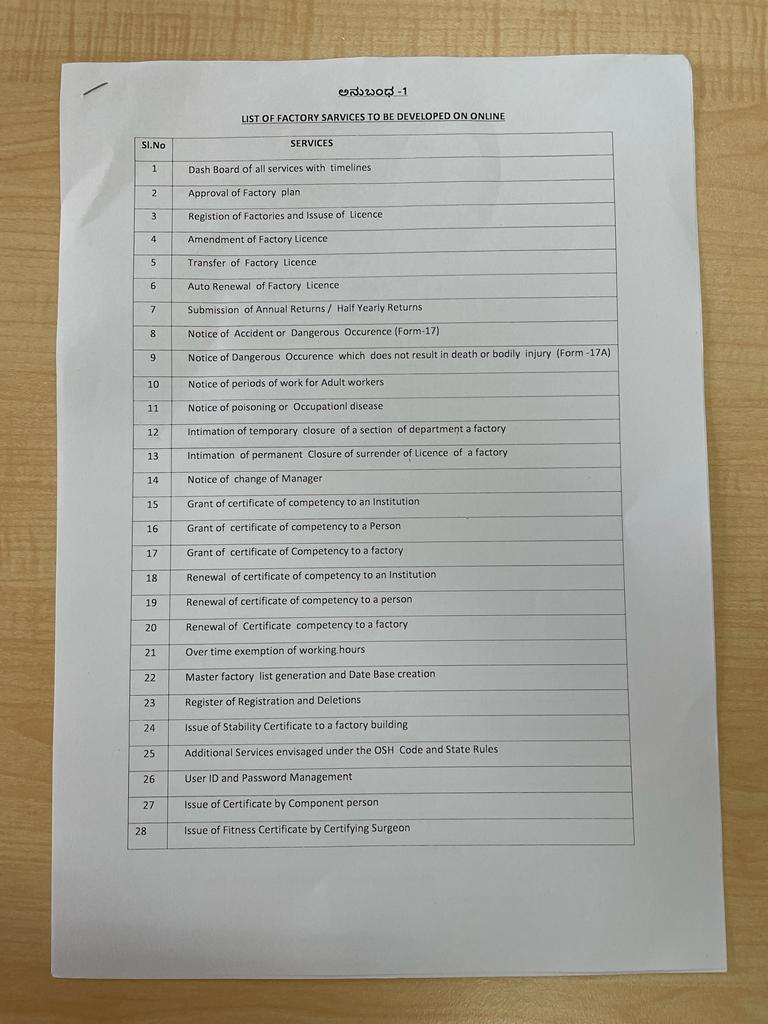 ಅನುಬಂಧ -1
LIST OF FACTORY SARVICES TO BE DEVELOPED ON ONLINE
Sl.No SERVICES
1 Dash Board of all services with timelines
2 Approval of Factory plan
3 Registion of Factories and Issuse of Licence
4 Amendment of Factory Licence
5 Transfer of Factory Licence
6 Auto Renewal of Factory Licence
7 Submission of Annual Returns / Half Yearly Returns
8 Notice of Accident or Dangerous Occurence (Form-17)
9 Notice of Dangerous Occurence which does not result in death or bodily injury (Form -17A)
10 Notice of periods of work for Adult workers
11 Notice of poisoning or Occupationl disease
12 Intimation of temporary closure of a section of department a factory
13 Intimation of permanent Closure of surrender of Licence of a factory
14 Notice of change of Manager
15 Grant of certificate of competency to an Institution
16 Grant of certificate of competency to a Person
17 Grant of certificate of Competency to a factory
18 Renewal of certificate of competency to an Institution
19 Renewal of certificate of competency to a person
20 Renewal of Certificate competency to a factory
21 Over time exemption of working.hours
22 Master factory list generation and Date Base creation
23 Register of Registration and Deletions
24 Issue of Stability Certificate to a factory building
25 Additional Services envisaged under the OSH Code and State Rules
26 User ID and Password Management
27 Issue of Certificate by Component person
28 Issue of Fitness Certificate by Certifying Surgeon